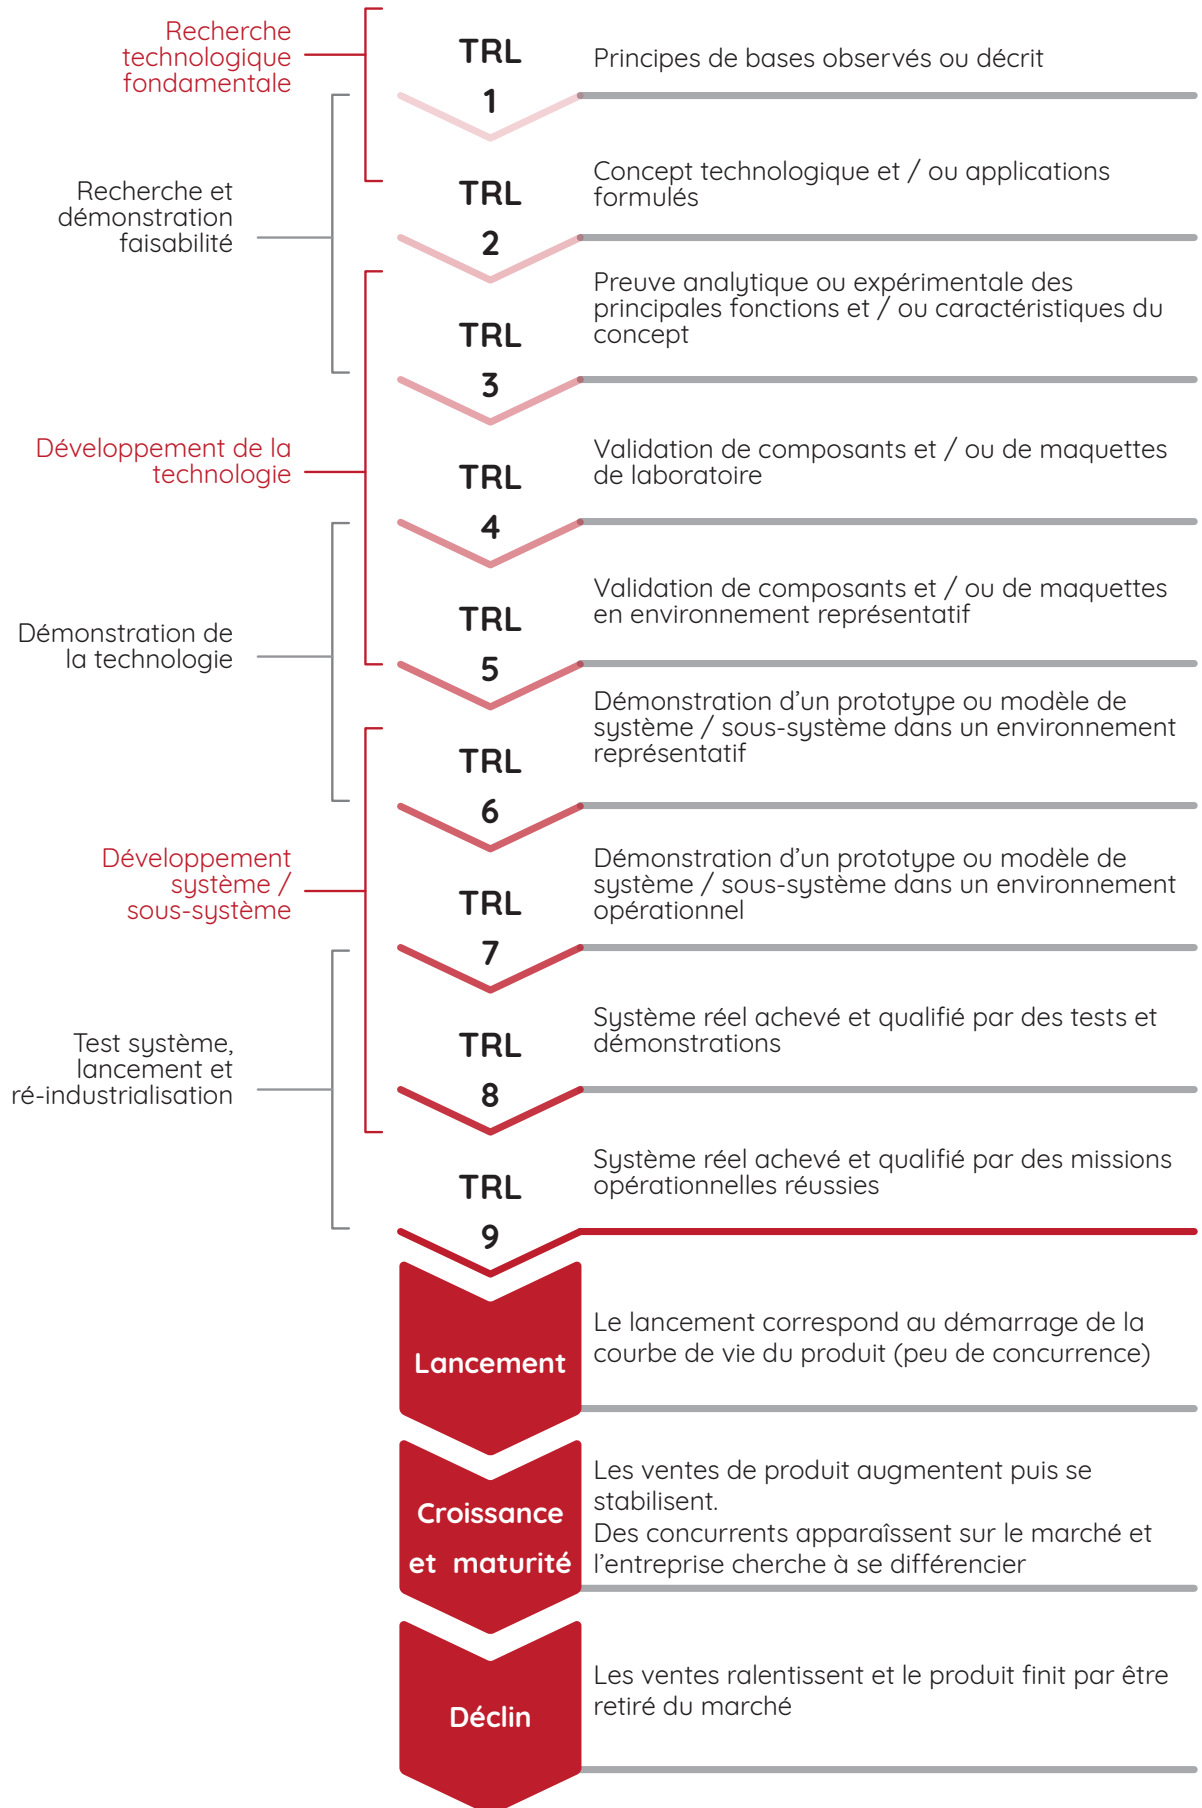 Recherche
technologique
fondamentale
TRL
1
Principes de bases observés ou décrit
Recherche et
démonstration
faisabilité
TRL
2
Concept technologique et / ou applications
formulés
TRL
3
Preuve analytique ou expérimentale des
principales fonctions et / ou caractéristiques du
concept
Développement de la
technologie
TRL
4
Validation de composants et / ou de maquettes
de laboratoire
Démonstration de
la technologie
TRL
5
Validation de composants et / ou de maquettes
en environnement représentatif
TRL
6
Démonstration d’un prototype ou modèle de
système / sous-système dans un environnement
représentatif
Développement
système /
sous-système
TRL
7
Démonstration d’un prototype ou modèle de
système / sous-système dans un environnement
opérationnel
Test système,
lancement et
ré-industrialisation
TRL
8
Système réel achevé et qualifié par des tests et
démonstrations
TRL
9
Système réel achevé et qualifié par des missions
opérationnelles réussies
Lancement
Le lancement correspond au démarrage de la
courbe de vie du produit (peu de concurrence)
Croissance
et maturité
Les ventes de produit augmentent puis se
stabilisent.
Des concurrents apparaîssent sur le marché et
l’entreprise cherche à se différencier
Déclin
Les ventes ralentissent et le produit finit par être
retiré du marché